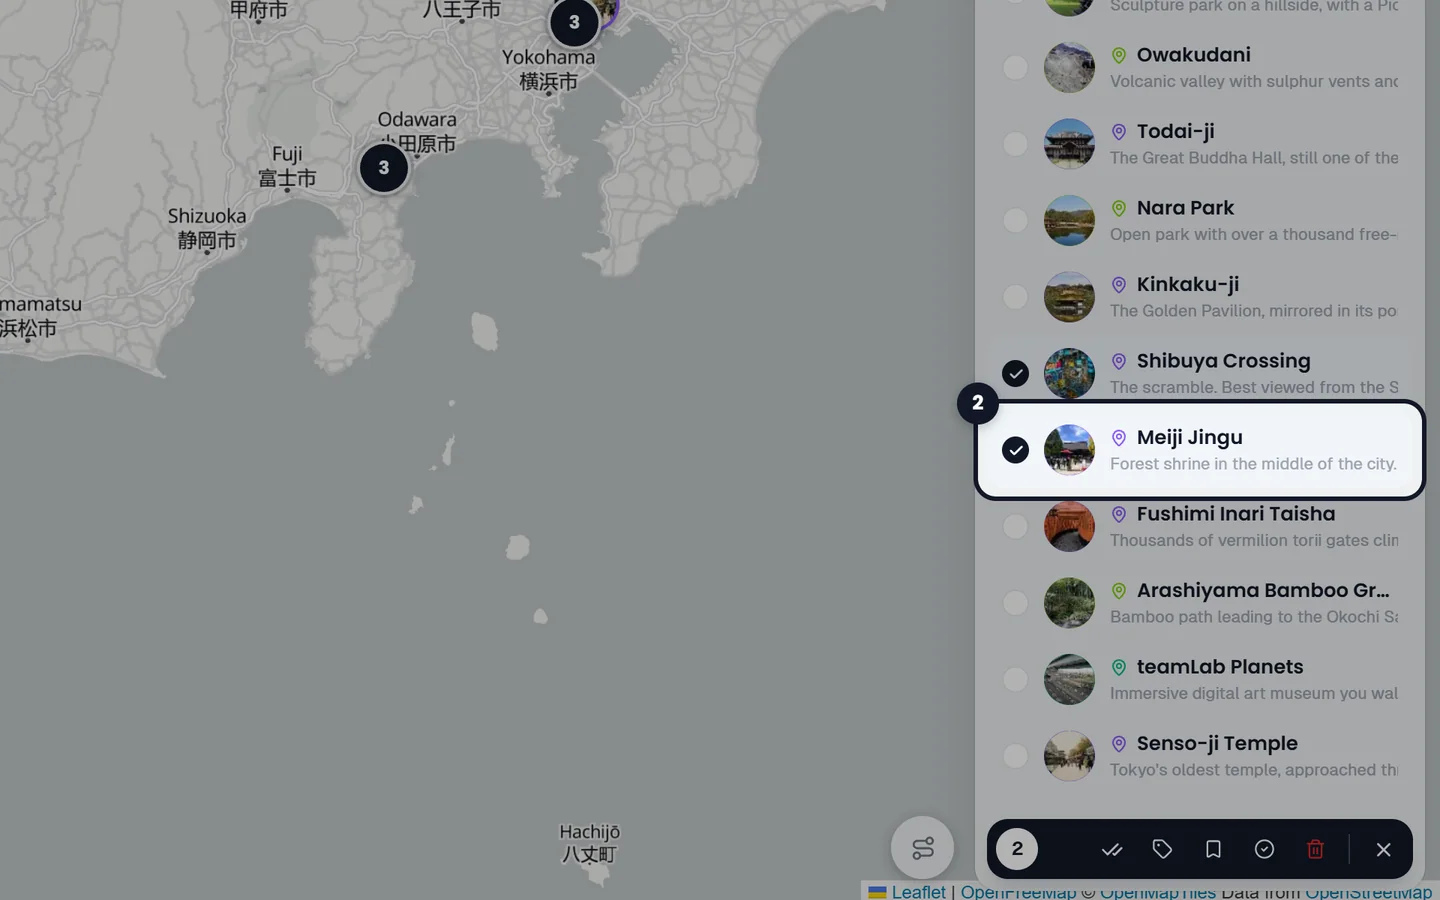 甲府市
八王子市
3
Yokohama
横浜市
Odawara
小田原市
3
Fuji
富士市
Shizuoka
静岡市
mamatsu
浜松市
Hachijō
八丈町
Sculpture park on a hillside, with a Pic
Owakudani
Volcanic valley with sulphur vents and
Todai-ji
The Great Buddha Hall, still one of the
Nara Park
Open park with over a thousand free-
Kinkaku-ji
The Golden Pavilion, mirrored in its po
Shibuya Crossing
The scramble. Best viewed from the S
2
Meiji Jingu
Forest shrine in the middle of the city.
Fushimi Inari Taisha
Thousands of vermilion torii gates clim
Arashiyama Bamboo Gr...
Bamboo path leading to the Okochi Sa
teamLab Planets
Immersive digital art museum you wal
Senso-ji Temple
Tokyo's oldest temple, approached thr
2
Leaflet | OpenFreeMap © OpenMapTiles Data from OpenStreetMap